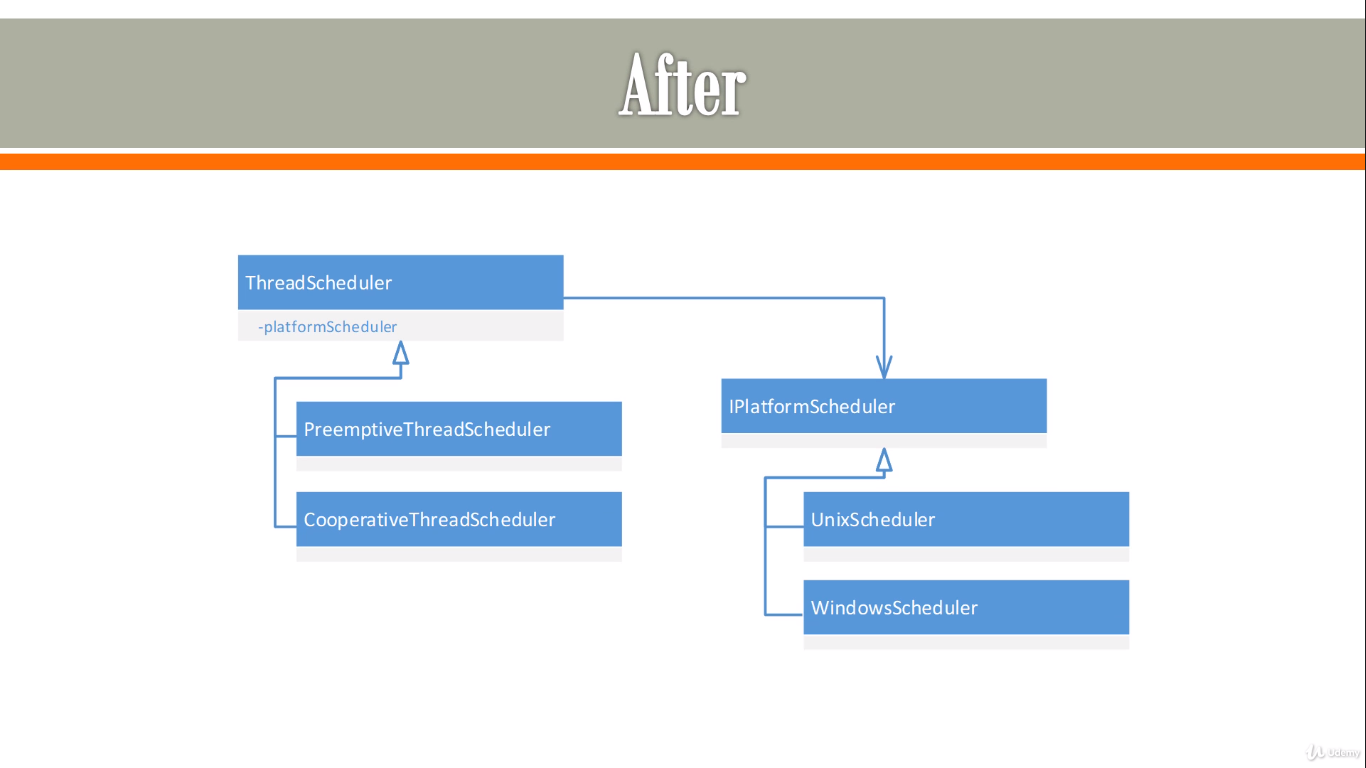 After
ThreadScheduler
-platformScheduler
PreemptiveThreadScheduler
CooperativeThreadScheduler
IPlatformScheduler
UnixScheduler
WindowsScheduler
Udemy